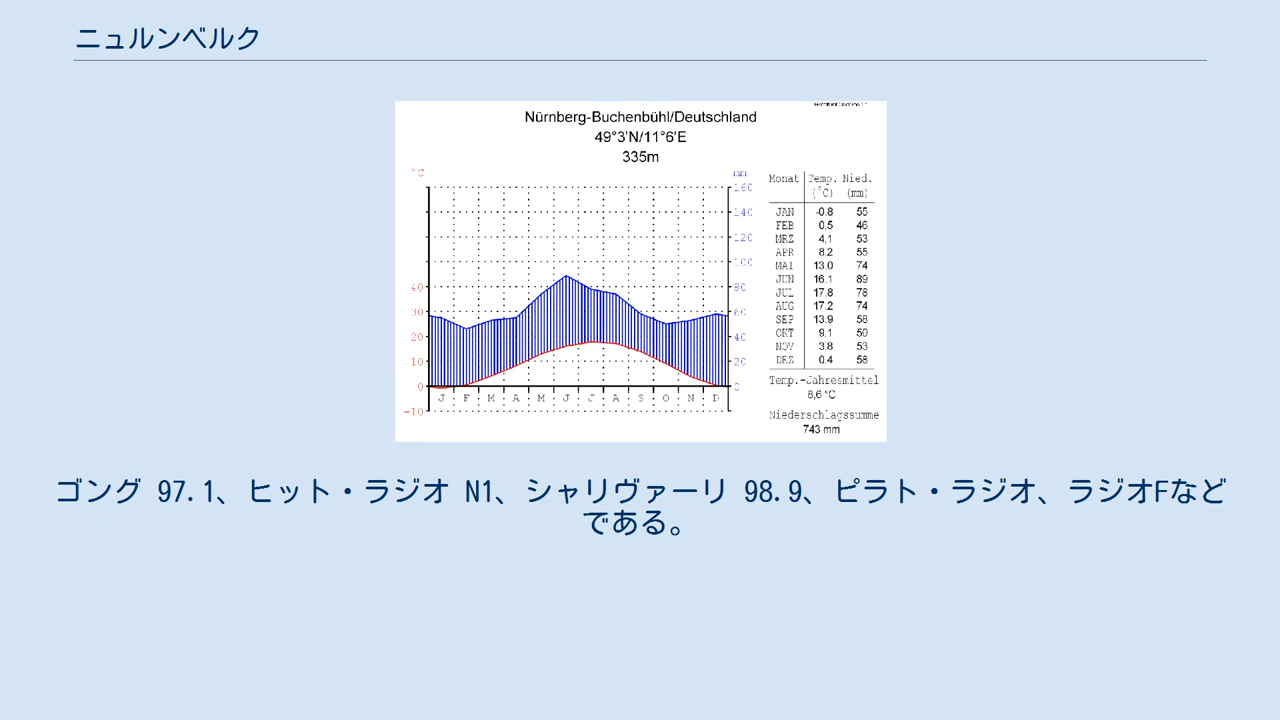 ニュルンベルク
Nürnberg-Buchenbühl/Deutschland
49°3'N/11°6'E
335m
°C mm
160
140
120
100
40 80
30 60
20 40
10 20
0 0
-10
J F M A M J J A S O N D
Monat Temp. Nied.
(°C) (mm)
JAN -0.8 55
FEB 0,5 46
MRZ 4,1 53
APR 8,2 55
MAI 13.0 74
JUN 16,1 89
JUL 17.8 78
AUG 17.2 74
SEP 13,9 58
OKT 9,1 50
NOV 3.8 53
DEZ 0.4 58
Temp.-Jahresmittel
8,6 °C
Niederschlagssumme
743 mm
ゴング 97.1、ヒット・ラジオ N1、シャリヴァーリ 98.9、ピラト・ラジオ、ラジオFなど
である。